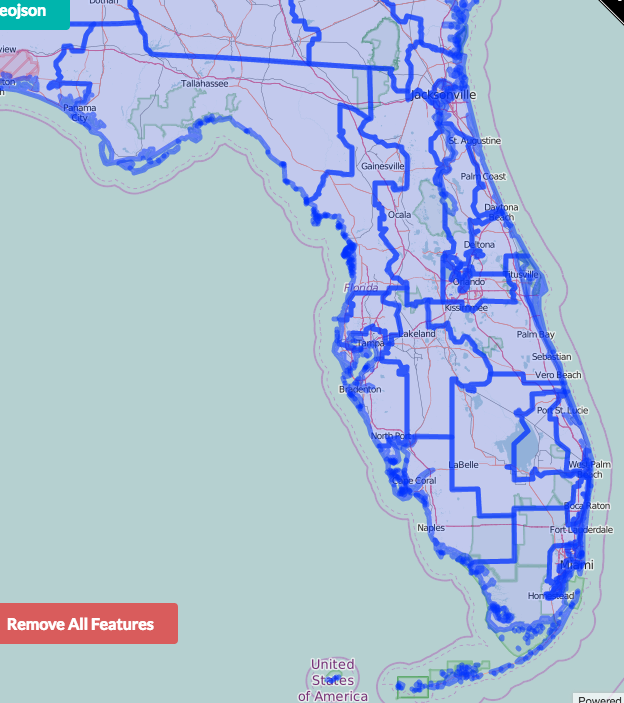 eojson
Dothan
view
Tallahassee
Panama
City
Jacksonville
St. Augustine
Gainesville
Palm Coast
Daytona
Beach
Ocala
Deltona
Titusville
Orlando
Florida
Kissimmee
Lakeland
Palm Bay
Tampa
Sebastian
Vero Beach
Bradenton
Port St. Lucie
North Port
LaBelle
West Palm
Beach
Cape Coral
Boca Raton
Naples
Fort Lauderdale
Miami
Homestead
Remove All Features
United
States
of America
Powered